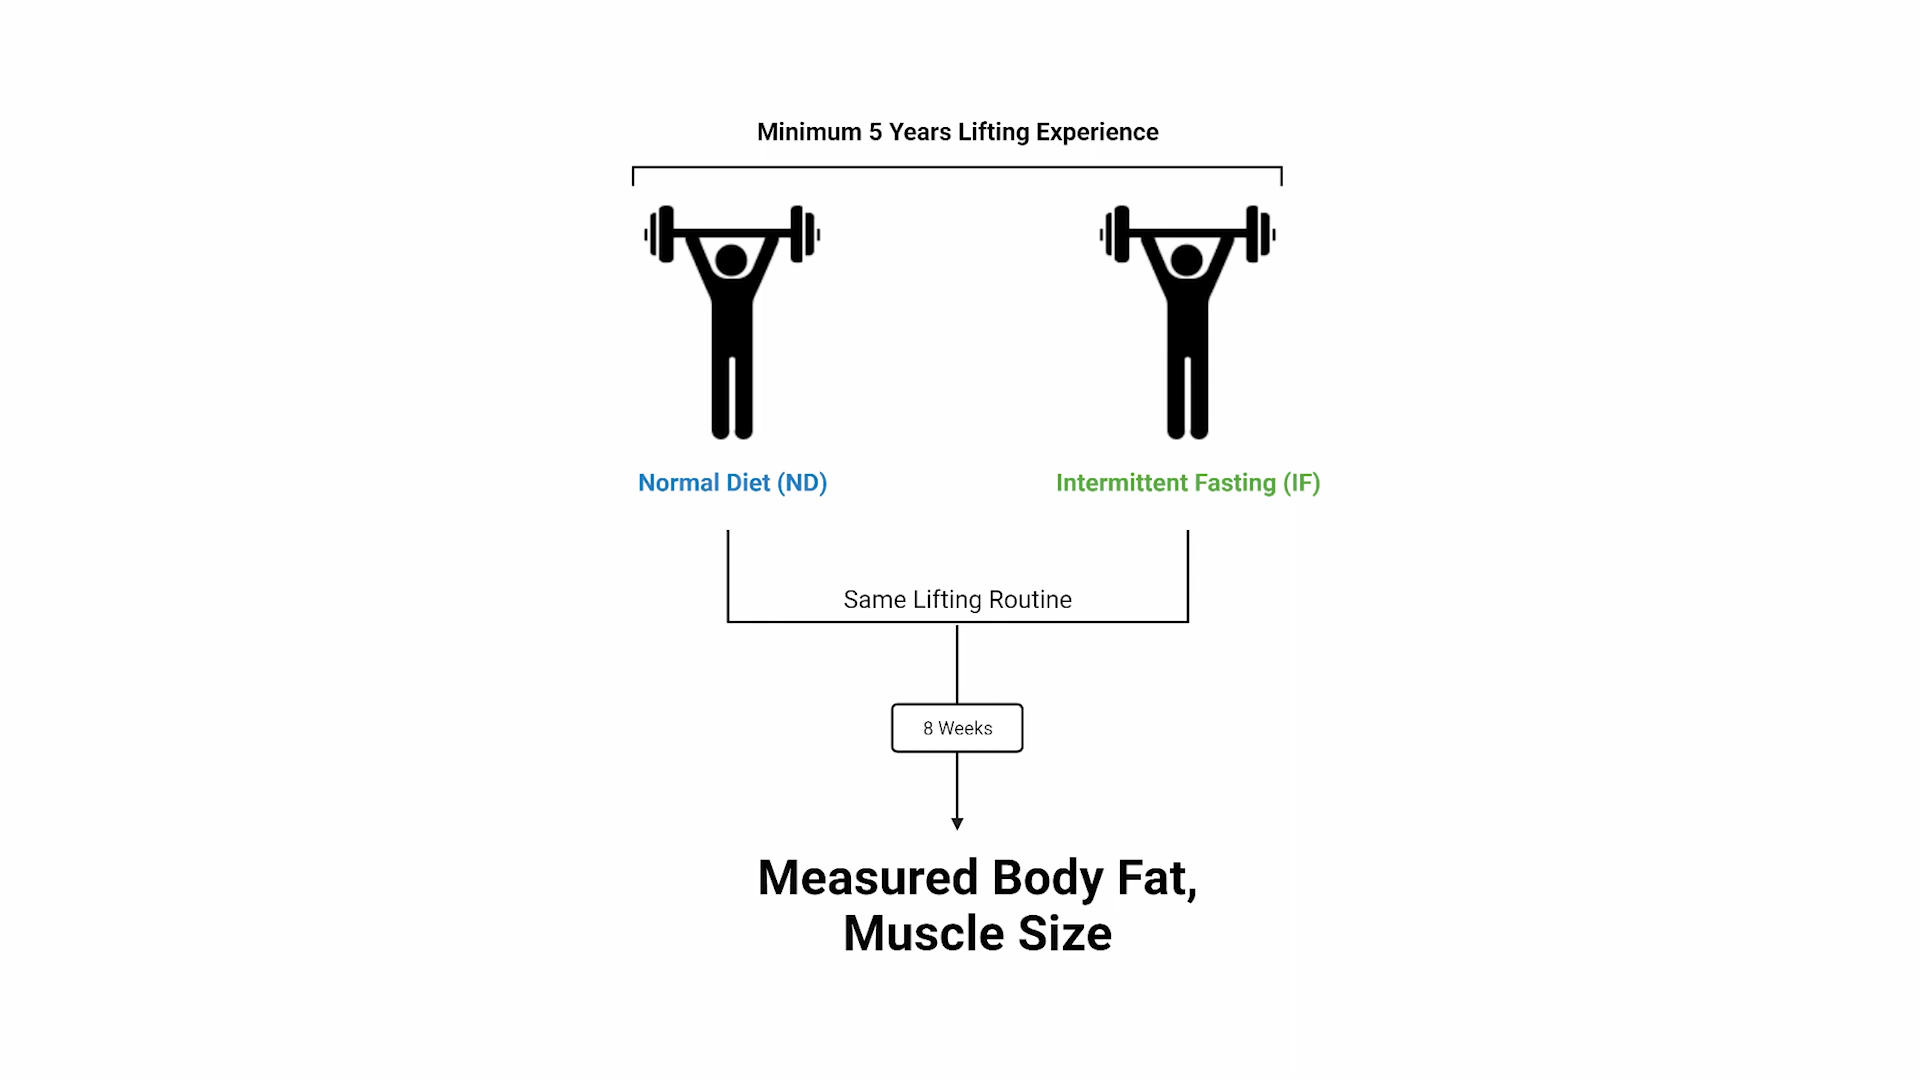 Minimum 5 Years Lifting Experience
Normal Diet (ND)
Intermittent Fasting (IF)
Same Lifting Routine
8 Weeks
Measured Body Fat,
Muscle Size